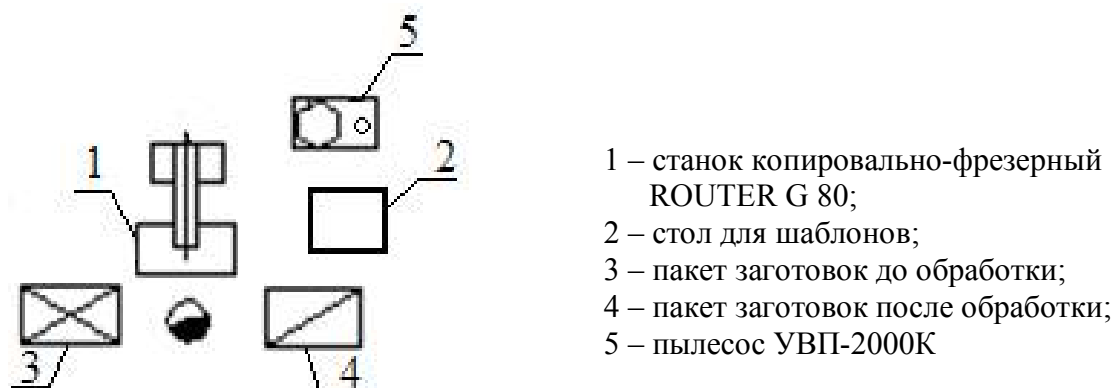 5
1
2
3
4
1 – станок копировально-фрезерный
ROUTER G 80;
2 – стол для шаблонов;
3 – пакет заготовок до обработки;
4 – пакет заготовок после обработки;
5 – пылесос УВП-2000К